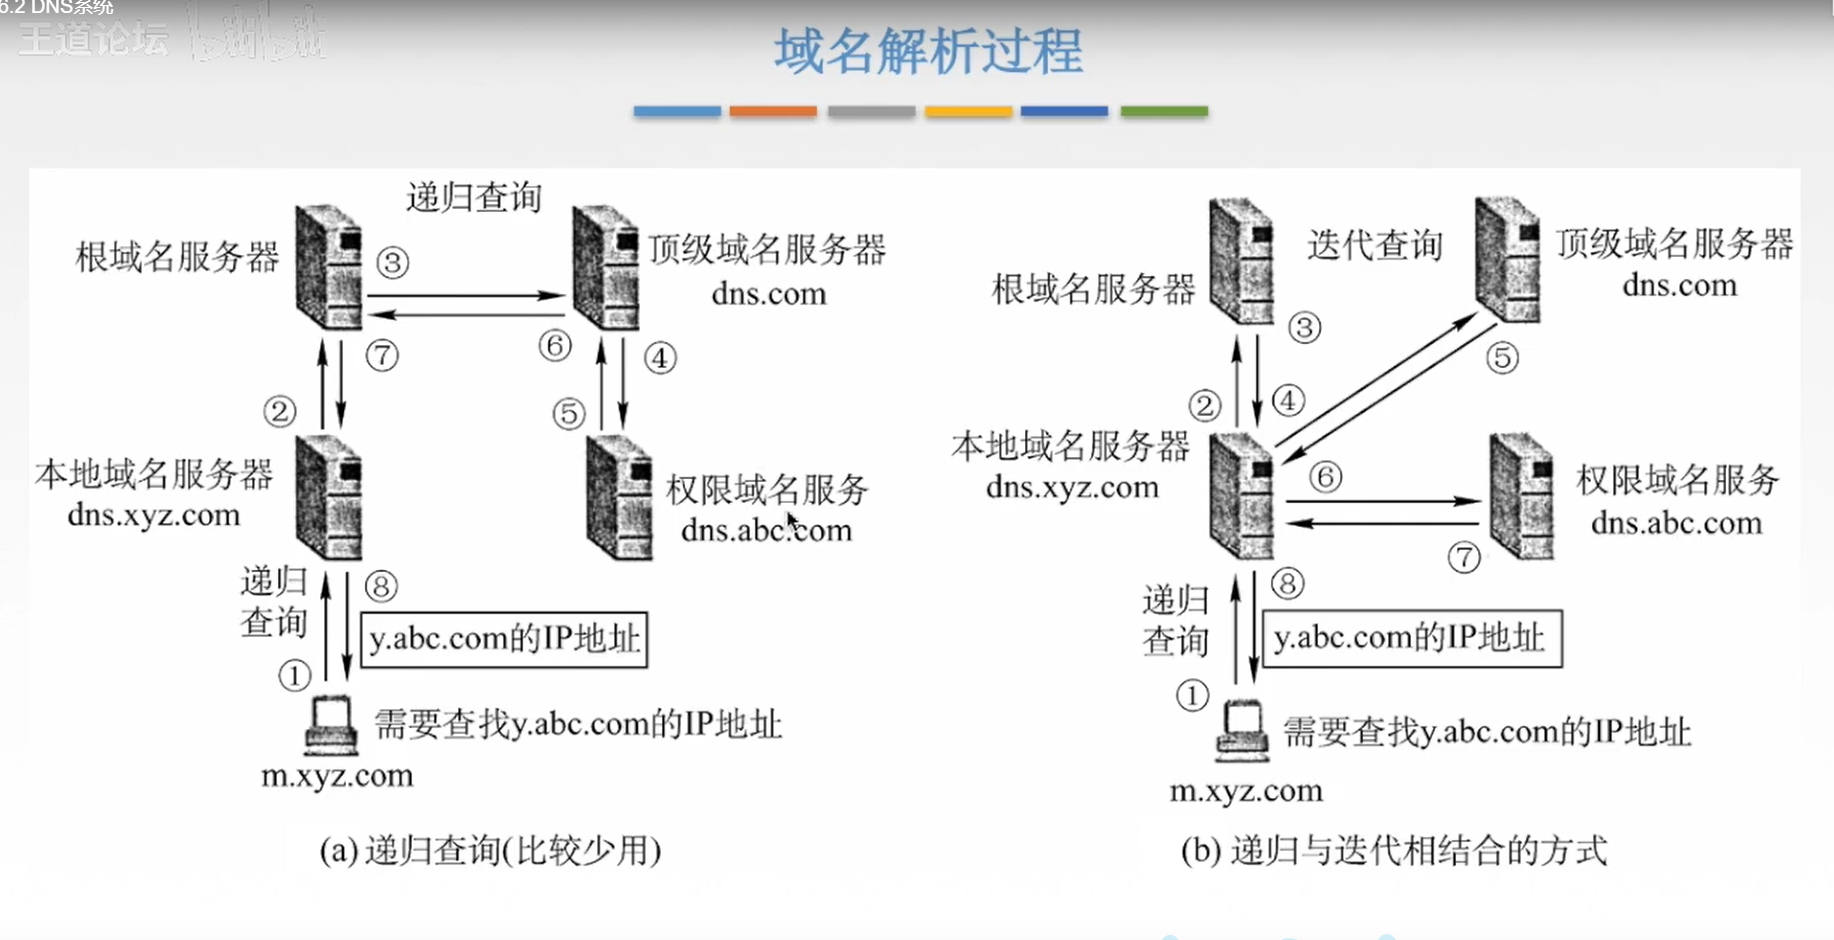 6.2 DNS系统
王道论坛 bilibili
域名解析过程
递归查询
根域名服务器
③
顶级域名服务器
dns.com
⑦
⑥
④
②
⑤
本地域名服务器
dns.xyz.com
权限域名服务
dns.abc.com
递归
查询
⑧
y.abc.com的IP地址
①
需要查找y.abc.com的IP地址
m.xyz.com
(a) 递归查询(比较少用)
迭代查询
顶级域名服务器
dns.com
根域名服务器
③
⑤
②
④
本地域名服务器
dns.xyz.com
⑥
权限域名服务
dns.abc.com
⑦
递归
查询
⑧
y.abc.com的IP地址
①
需要查找y.abc.com的IP地址
m.xyz.com
(b) 递归与迭代相结合的方式